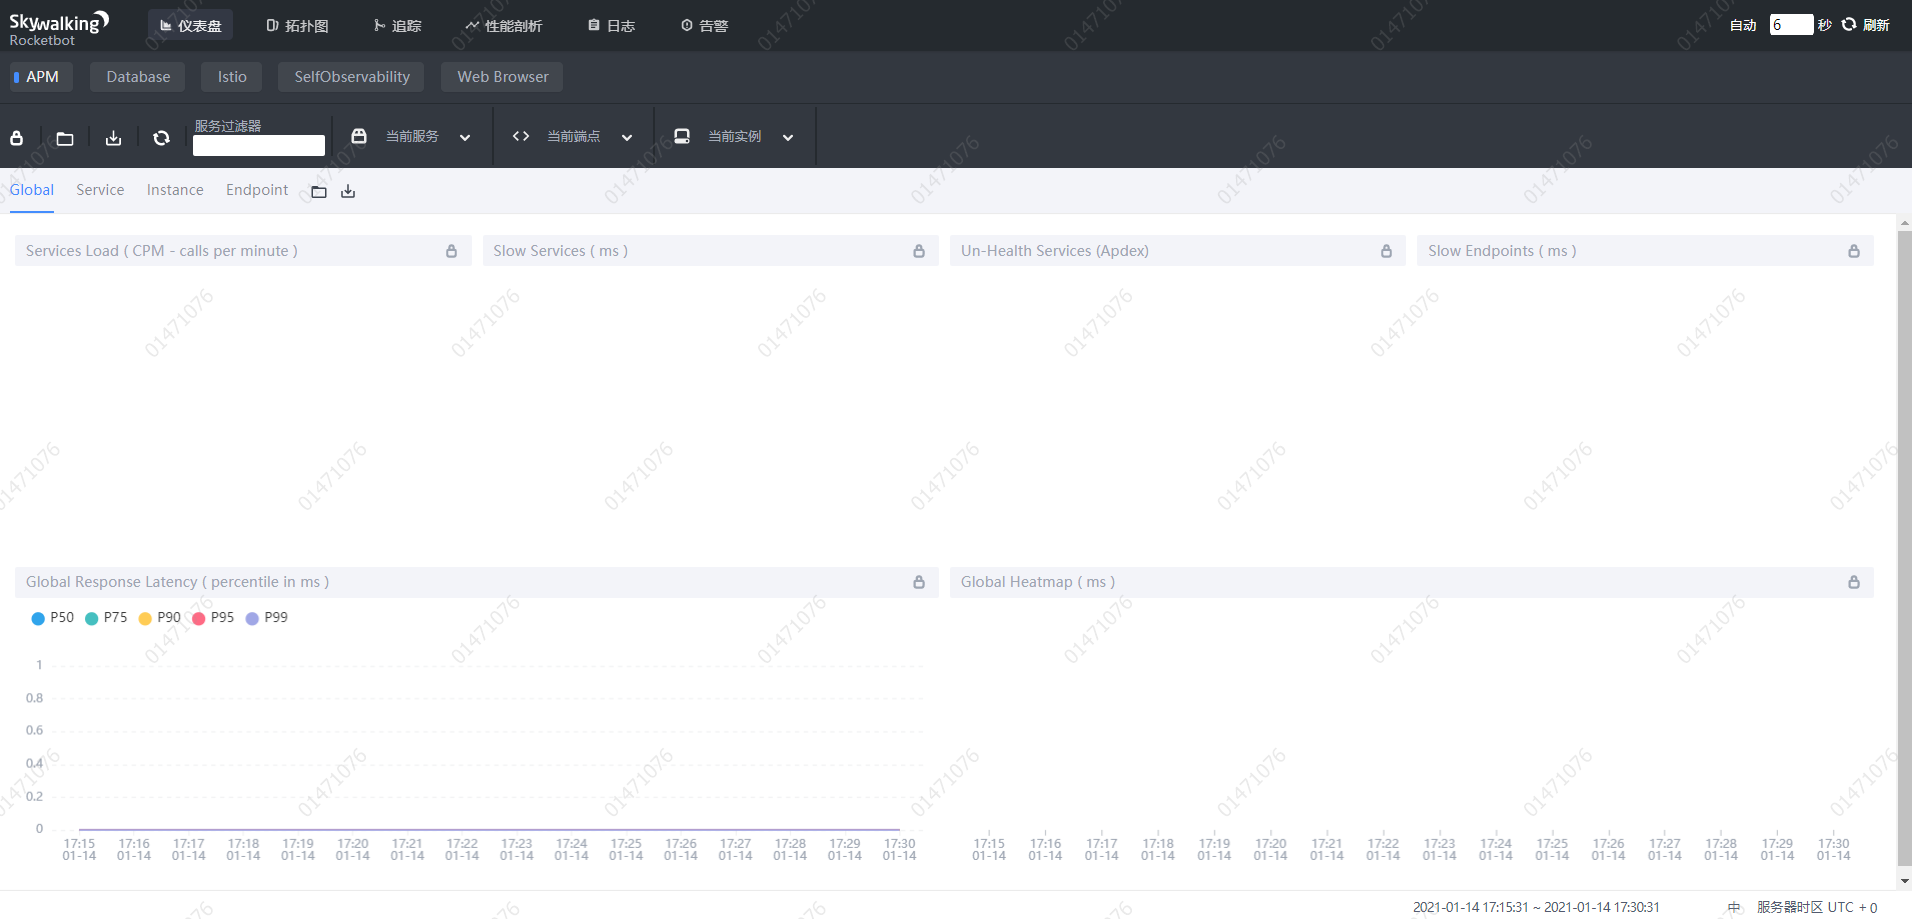 Skywalking
Rocketbot
仪表盘 拓扑图 追踪 性能剖析 日志 告警
自动 6 秒 刷新
APM Database Istio SelfObservability Web Browser
服务过滤器
当前服务 当前端点 当前实例
Global Service Instance Endpoint
Services Load ( CPM - calls per minute ) Slow Services ( ms ) Un-Health Services (Apdex) Slow Endpoints ( ms )
Global Response Latency ( percentile in ms ) Global Heatmap ( ms )
P50 P75 P90 P95 P99
1
0.8
0.6
0.4
0.2
0
17:15 17:16 17:17 17:18 17:19 17:20 17:21 17:22 17:23 17:24 17:25 17:26 17:27 17:28 17:29 17:30
01-14 01-14 01-14 01-14 01-14 01-14 01-14 01-14 01-14 01-14 01-14 01-14 01-14 01-14 01-14 01-14
17:15 17:16 17:17 17:18 17:19 17:20 17:21 17:22 17:23 17:24 17:25 17:26 17:27 17:28 17:29 17:30
01-14 01-14 01-14 01-14 01-14 01-14 01-14 01-14 01-14 01-14 01-14 01-14 01-14 01-14 01-14 01-14
2021-01-14 17:15:31 ~ 2021-01-14 17:30:31 中 服务器时区 UTC + 0
01471076